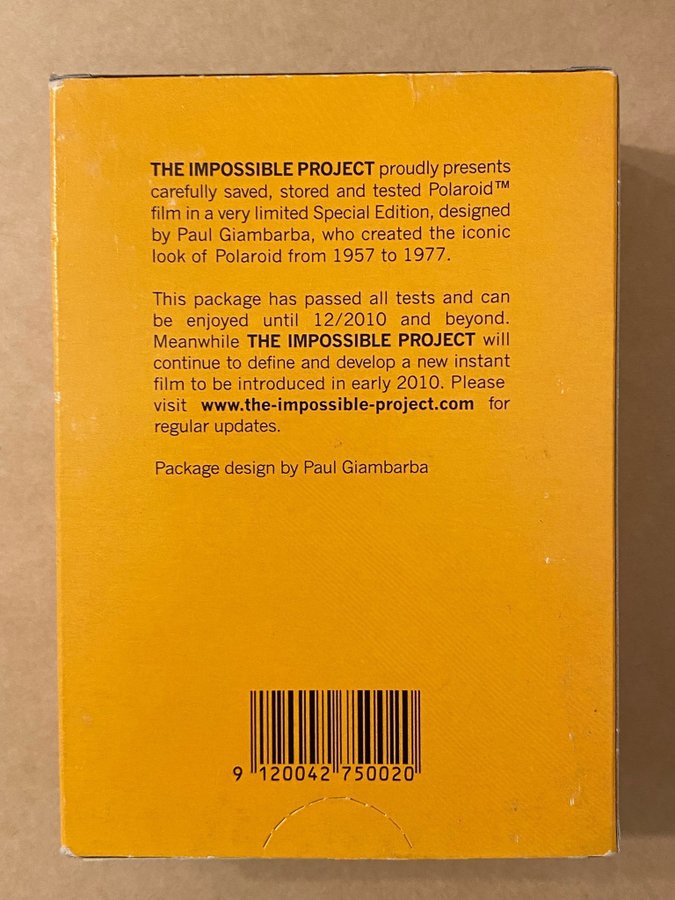 THE IMPOSSIBLE PROJECT proudly presents
carefully saved, stored and tested Polaroid™
film in a very limited Special Edition, designed
by Paul Giambarba, who created the iconic
look of Polaroid from 1957 to 1977.
This package has passed all tests and can
be enjoyed until 12/2010 and beyond.
Meanwhile THE IMPOSSIBLE PROJECT will
continue to define and develop a new instant
film to be introduced in early 2010. Please
visit www.the-impossible-project.com for
regular updates.
Package design by Paul Giambarba
9 120042 750020